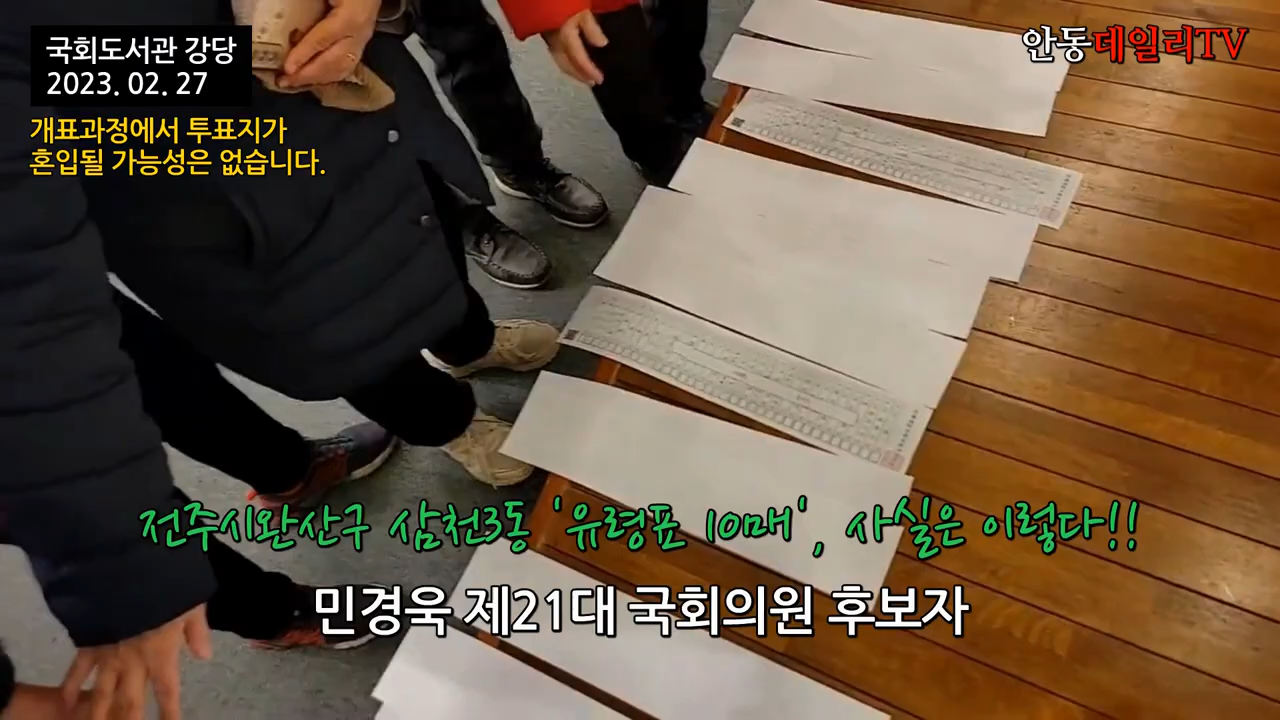 국회도서관 강당
2023. 02. 27
안동데일리TV
개표과정에서 투표지가
혼입될 가능성은 없습니다.
전주시완산구 삼천3동 '유령표 10매', 사실은 이렇다!!
민경욱 제21대 국회의원 후보자